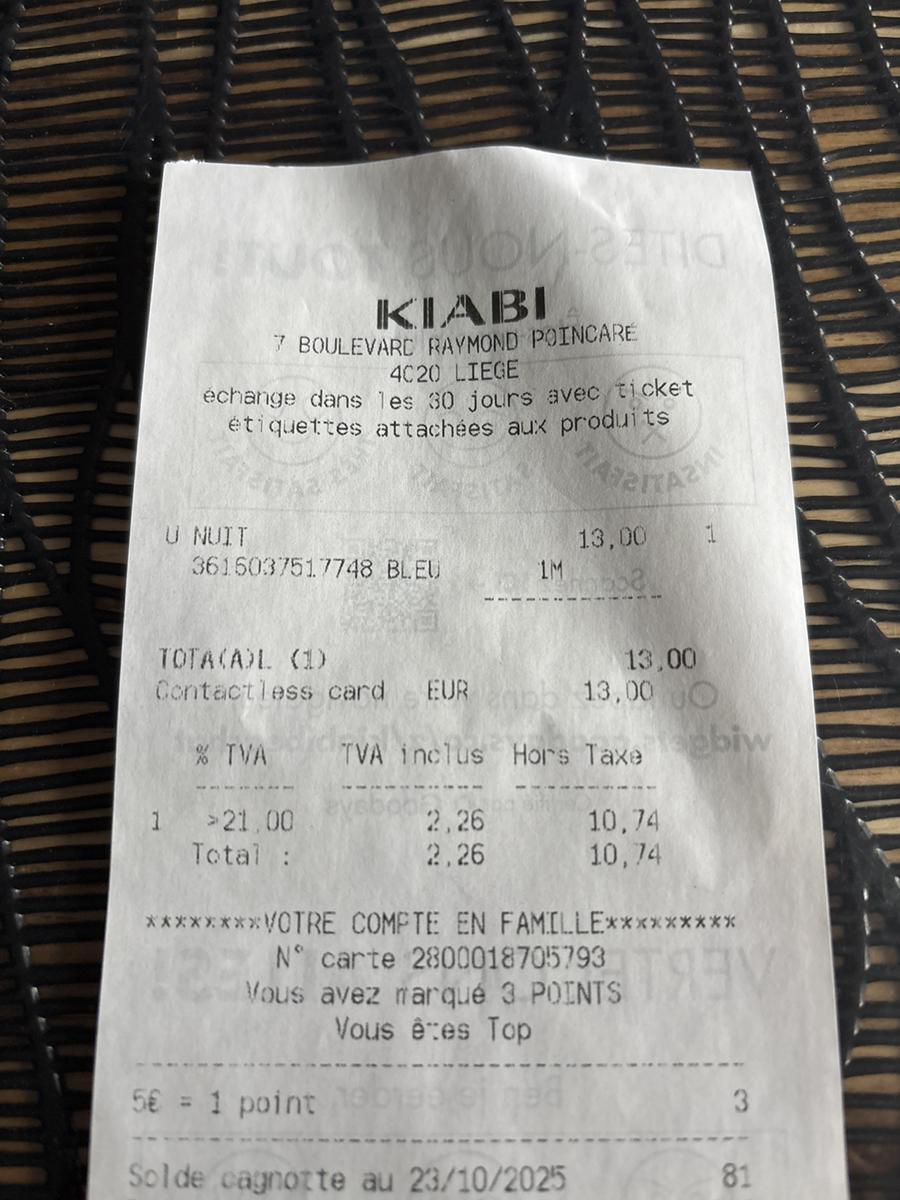 KIABI
7 BOULEVARD RAYMOND POINCARÉ
4020 LIEGE
échange dans les 30 jours avec ticket
étiquettes attachées aux produits
U NUIT 13,00 1
3615037517748 BLEU 1M
TOTA(A)L (1) 13,00
Contactless card EUR 13,00
% TVA TVA inclus Hors Taxe
1 >21,00 2,26 10,74
Total : 2,26 10,74
********VOTRE COMPTE EN FAMILLE*********
N° carte 2800018705793
Vous avez marqué 3 POINTS
Vous êtes Top
5€ = 1 point 3
Solde cagnotte au 23/10/2025 81